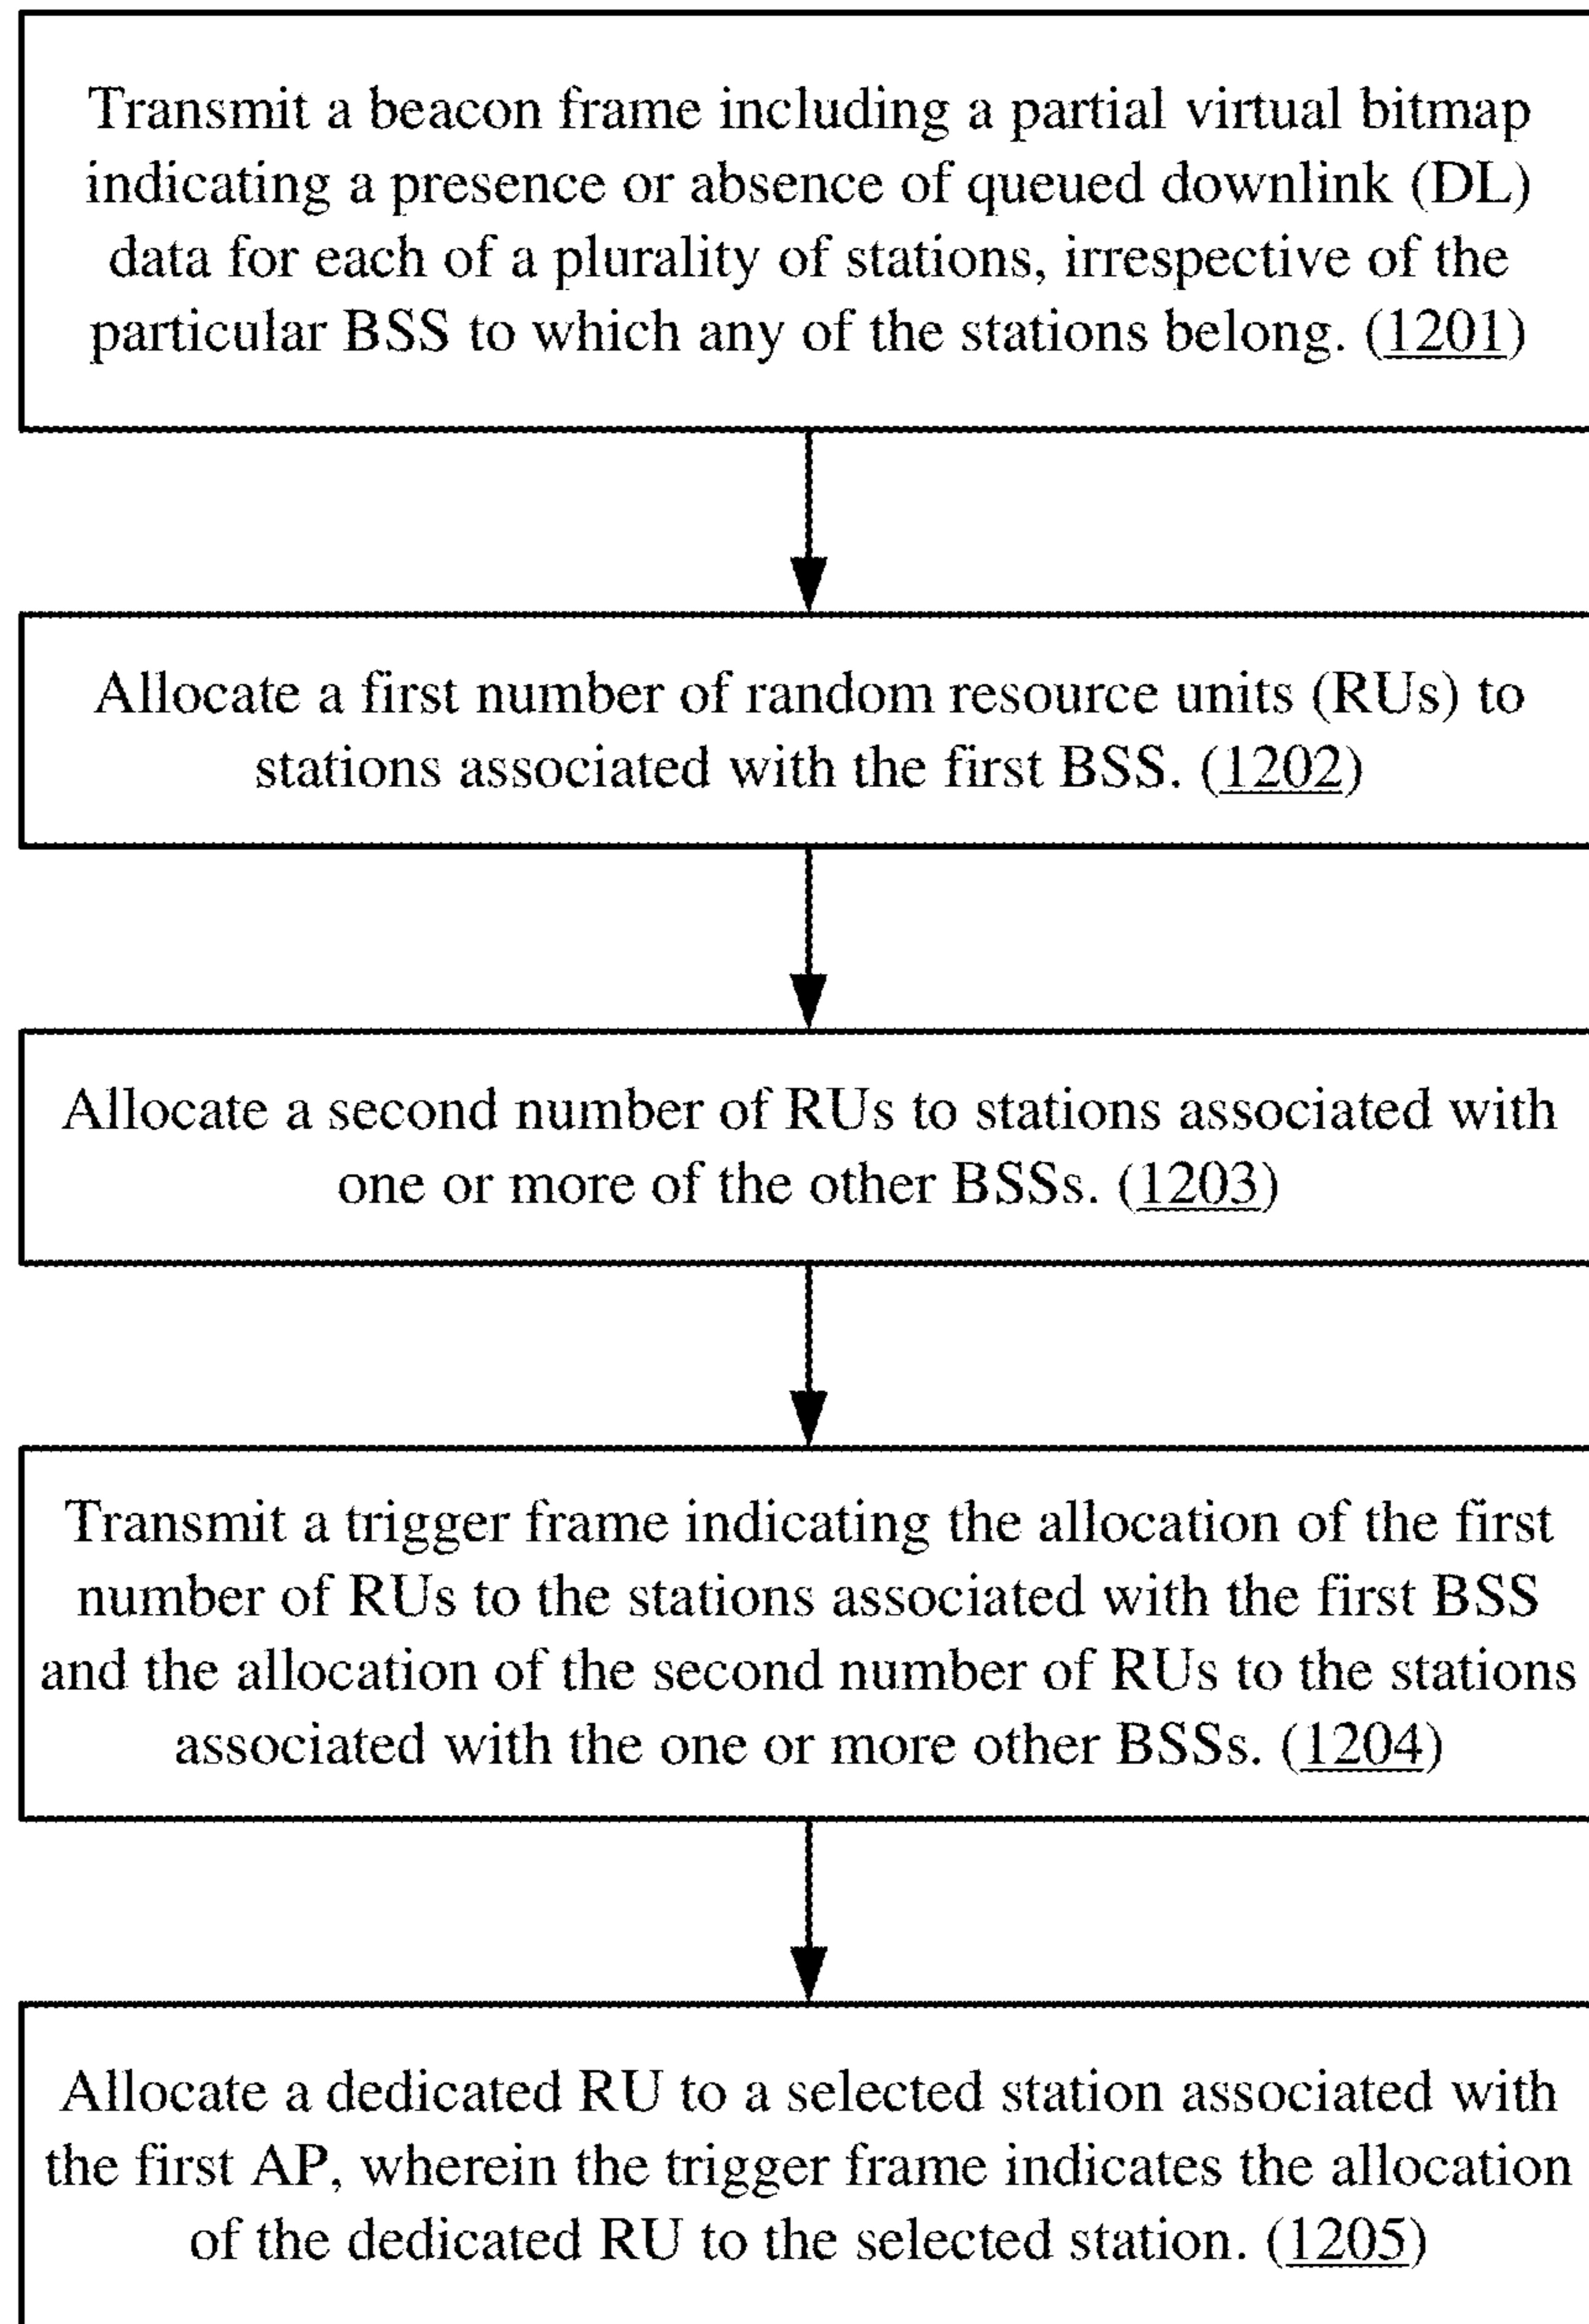 Transmit a beacon frame including a partial virtual bitmap
indicating a presence or absence of queued downlink (DL)
data for each of a plurality of stations, irrespective of the
particular BSS to which any of the stations belong. (1201)
Allocate a first number of random resource units (RUs) to
stations associated with the first BSS. (1202)
Allocate a second number of RUs to stations associated with
one or more of the other BSSs. (1203)
Transmit a trigger frame indicating the allocation of the first
number of RUs to the stations associated with the first BSS
and the allocation of the second number of RUs to the stations
associated with the one or more other BSSs. (1204)
Allocate a dedicated RU to a selected station associated with
the first AP, wherein the trigger frame indicates the allocation
of the dedicated RU to the selected station. (1205)